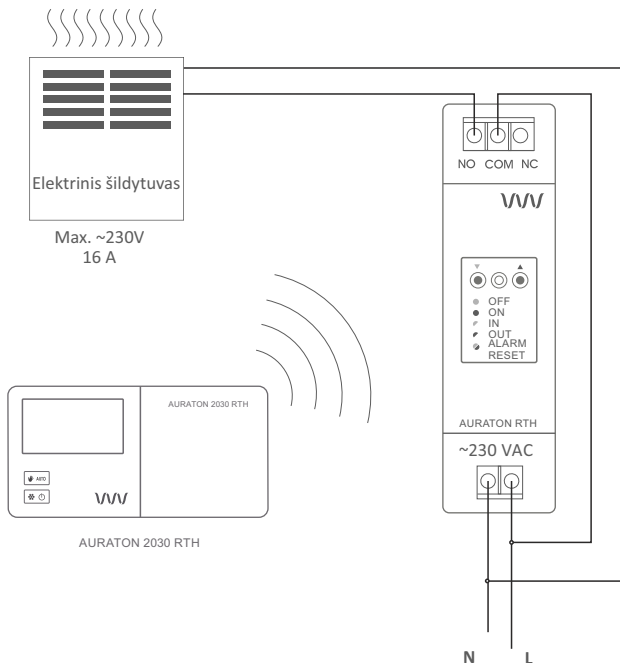 Elektrinis šildytuvas
Max. ~230V
16 A
NO COM NC
OFF
ON
IN
OUT
ALARM
RESET
AURATON RTH
~230 VAC
AURATON 2030 RTH
AUTO
AURATON 2030 RTH
N L